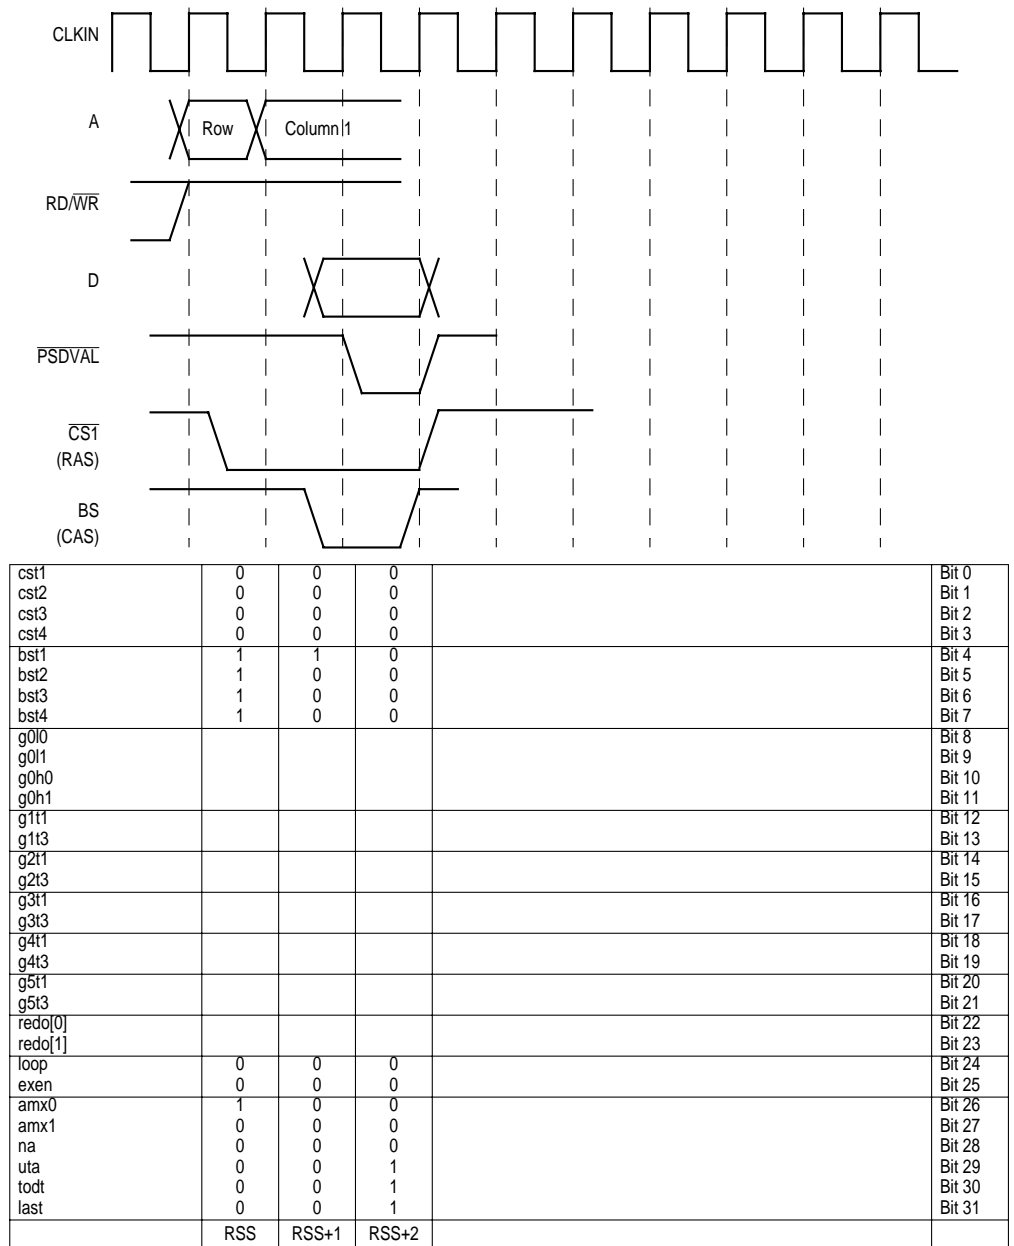 CLKIN
A
Row
Column 1
RD/WR
D
PSDVAL
CS1
(RAS)
BS
(CAS)
cst1 0 0 0 Bit 0
cst2 0 0 0 Bit 1
cst3 0 0 0 Bit 2
cst4 0 0 0 Bit 3
bst1 1 1 0 Bit 4
bst2 1 0 0 Bit 5
bst3 1 0 0 Bit 6
bst4 1 0 0 Bit 7
g0l0 Bit 8
g0l1 Bit 9
g0h0 Bit 10
g0h1 Bit 11
g1t1 Bit 12
g1t3 Bit 13
g2t1 Bit 14
g2t3 Bit 15
g3t1 Bit 16
g3t3 Bit 17
g4t1 Bit 18
g4t3 Bit 19
g5t1 Bit 20
g5t3 Bit 21
redo[0] Bit 22
redo[1] Bit 23
loop 0 0 0 Bit 24
exen 0 0 0 Bit 25
amx0 1 0 0 Bit 26
amx1 0 0 0 Bit 27
na 0 0 0 Bit 28
uta 0 0 1 Bit 29
todt 0 0 1 Bit 30
last 0 0 1 Bit 31
RSS RSS+1 RSS+2